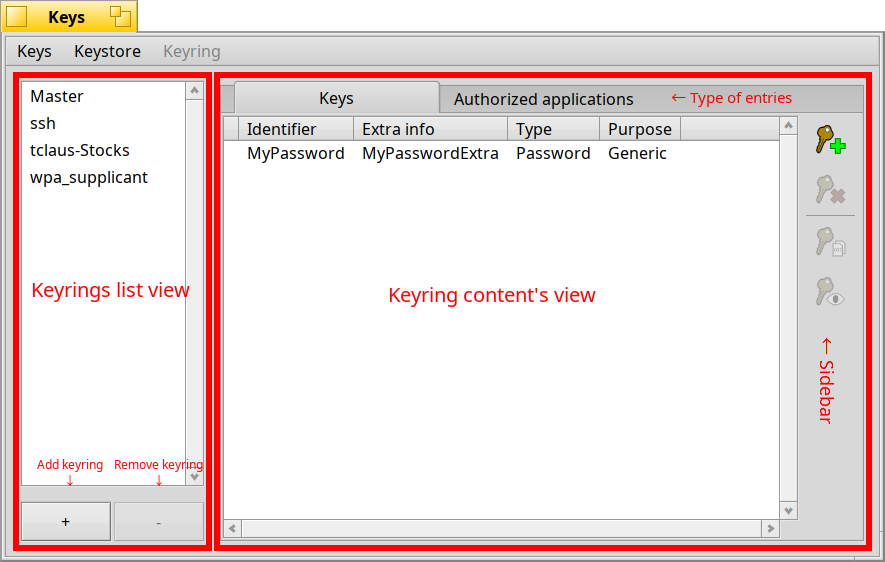 Keys
Keys Keystore Keyring
Master
ssh
tclaus-Stocks
wpa_supplicant
Keyrings list view
Add keyring Remove keyring
↓ ↓
+ -
Keys Authorized applications ← Type of entries
Identifier Extra info Type Purpose
MyPassword MyPasswordExtra Password Generic
Keyring content's view
← Sidebar